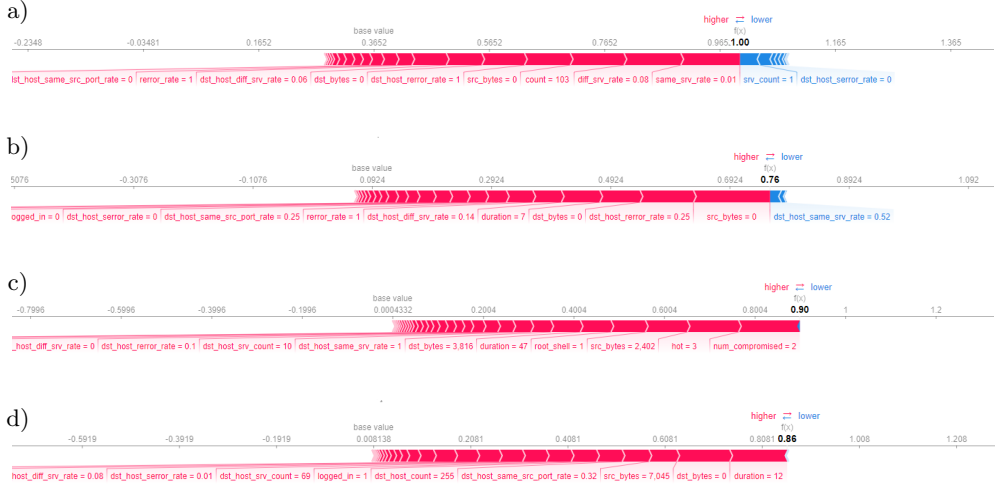 a)
higher ⇄ lower
base value f(x)
-0.2348 -0.03481 0.1652 0.3652 0.5652 0.7652 0.965 1.00 1.165 1.365
dst_host_same_src_port_rate = 0 rerror_rate = 1 dst_host_diff_srv_rate = 0.06 dst_bytes = 0 dst_host_rerror_rate = 1 src_bytes = 0 count = 103 diff_srv_rate = 0.08 same_srv_rate = 0.01 srv_count = 1 dst_host_serror_rate = 0
b)
higher ⇄ lower
base value f(x)
5076 -0.3076 -0.1076 0.0924 0.2924 0.4924 0.6924 0.76 0.8924 1.092
ogged_in = 0 dst_host_serror_rate = 0 dst_host_same_src_port_rate = 0.25 rerror_rate = 1 dst_host_diff_srv_rate = 0.14 duration = 7 dst_bytes = 0 dst_host_rerror_rate = 0.25 src_bytes = 0 dst_host_same_srv_rate = 0.52
c)
higher ⇄ lower
base value f(x)
-0.7996 -0.5996 -0.3996 -0.1996 0.0004332 0.2004 0.4004 0.6004 0.8004 0.90 1 1.2
_host_diff_srv_rate = 0 dst_host_rerror_rate = 0.1 dst_host_srv_count = 10 dst_host_same_srv_rate = 1 dst_bytes = 3,816 duration = 47 root_shell = 1 src_bytes = 2,402 hot = 3 num_compromised = 2
d)
higher ⇄ lower
base value f(x)
-0.5919 -0.3919 -0.1919 0.008138 0.2081 0.4081 0.6081 0.8081 0.86 1.008 1.208
host_diff_srv_rate = 0.08 dst_host_serror_rate = 0.01 dst_host_srv_count = 69 logged_in = 1 dst_host_count = 255 dst_host_same_src_port_rate = 0.32 src_bytes = 7,045 dst_bytes = 0 duration = 12